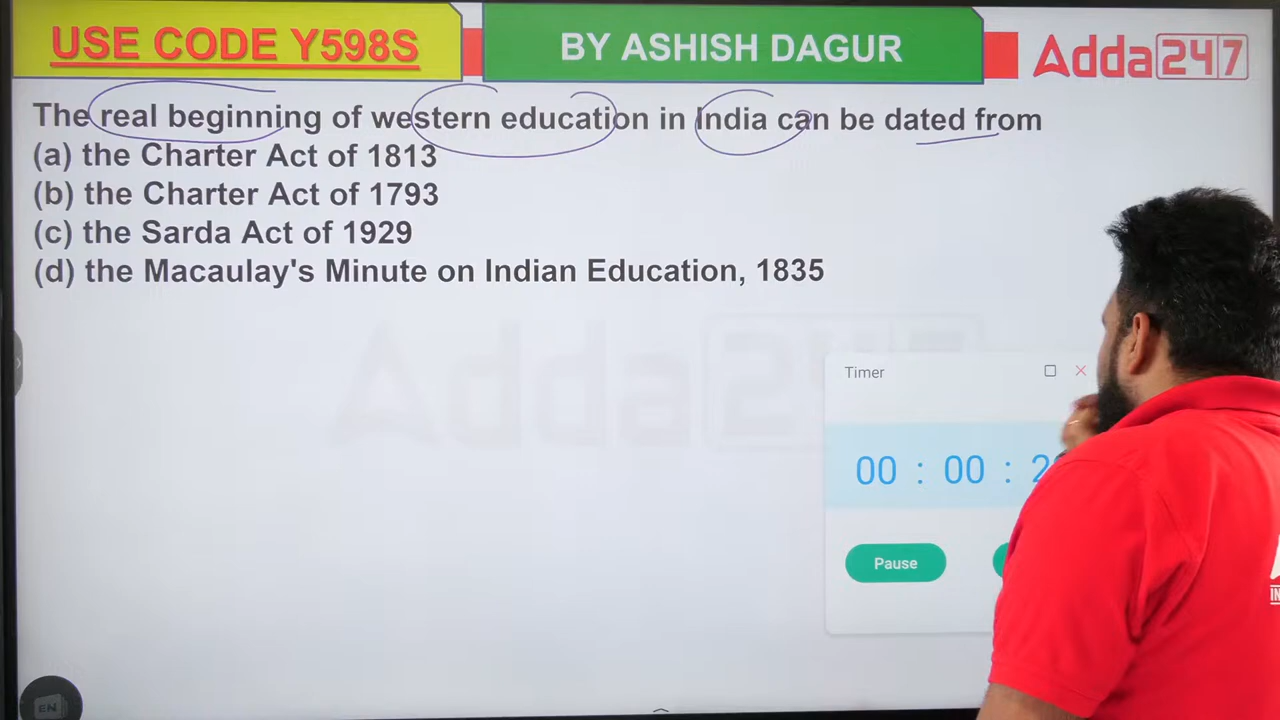 USE CODE Y598S
BY ASHISH DAGUR
Adda247
The real beginning of western education in India can be dated from
(a) the Charter Act of 1813
(b) the Charter Act of 1793
(c) the Sarda Act of 1929
(d) the Macaulay's Minute on Indian Education, 1835
Adda247
Timer
00 : 00 :
Pause
EN